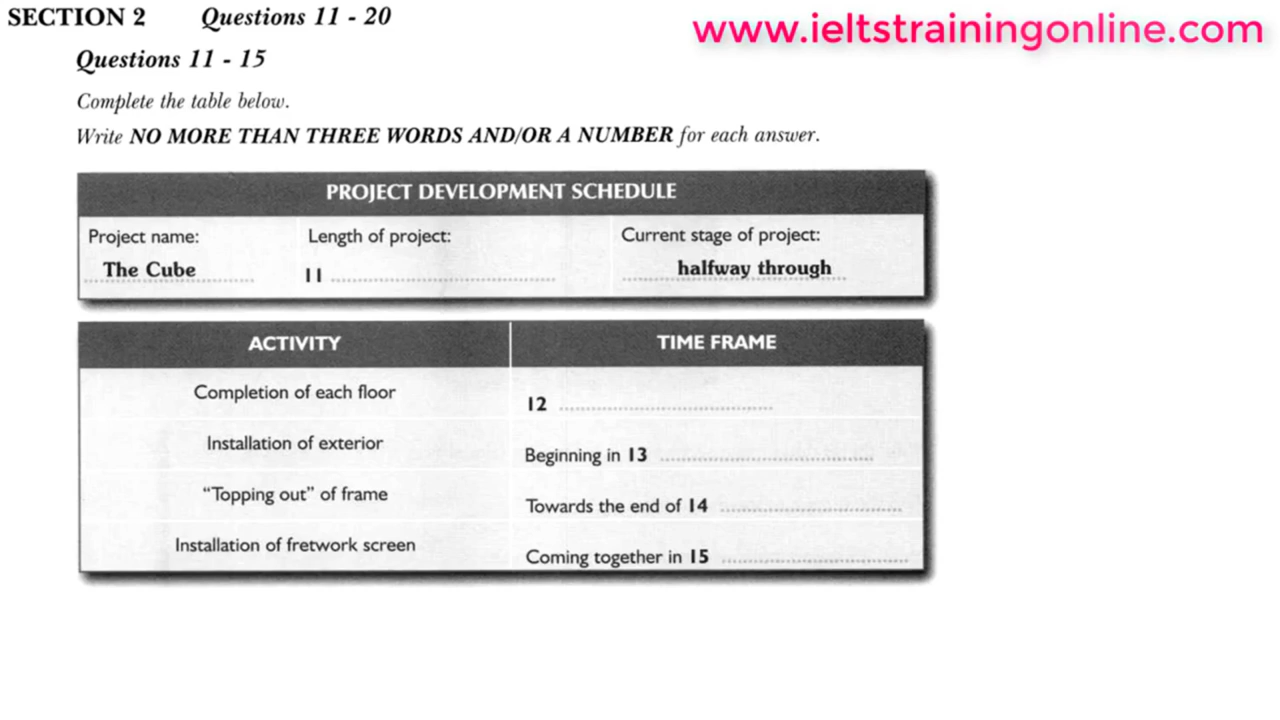 SECTION 2 Questions 11 - 20
www.ieltstrainingonline.com
Questions 11 - 15
Complete the table below.
Write NO MORE THAN THREE WORDS AND/OR A NUMBER for each answer.
PROJECT DEVELOPMENT SCHEDULE
Project name: Length of project: Current stage of project:
The Cube 11 halfway through
ACTIVITY TIME FRAME
Completion of each floor 12
Installation of exterior Beginning in 13
“Topping out” of frame Towards the end of 14
Installation of fretwork screen Coming together in 15